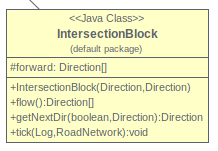 <<Java Class>>
IntersectionBlock
(default package)
#forward: Direction[]
+IntersectionBlock(Direction,Direction)
+flow():Direction[]
+getNextDir(boolean,Direction):Direction
+tick(Log,RoadNetwork):void